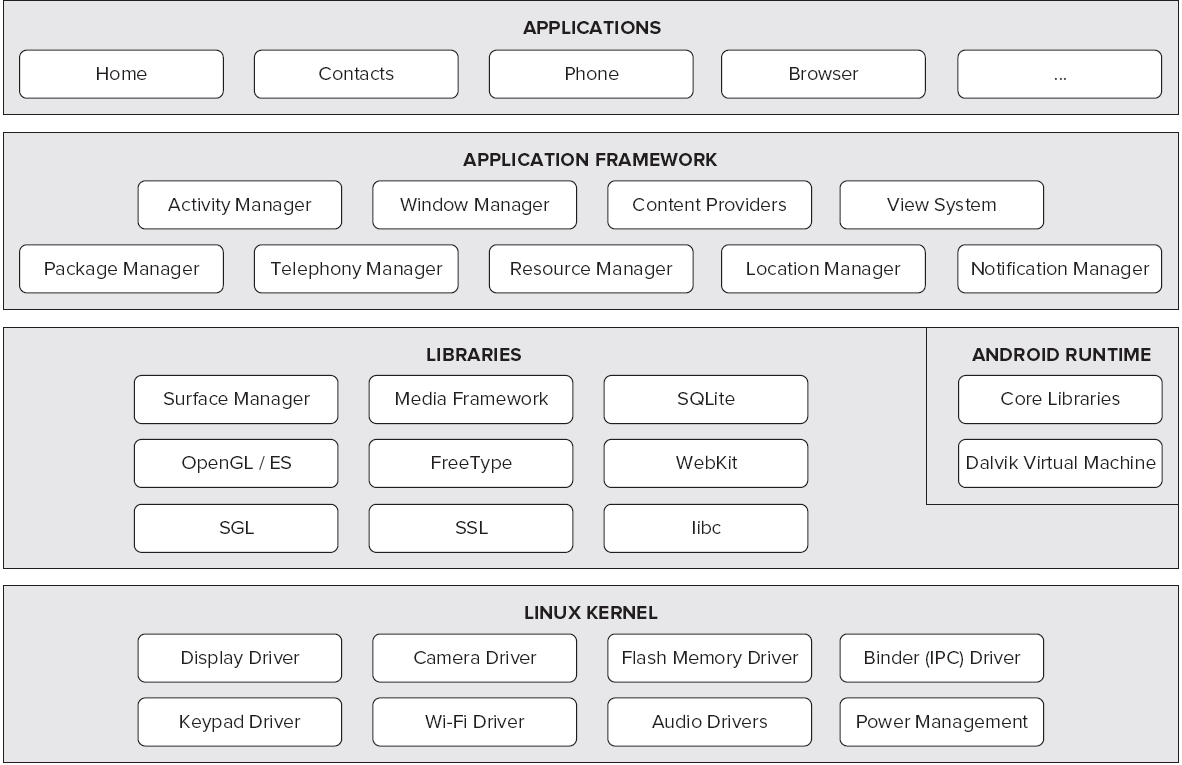 APPLICATIONS
Home
Contacts
Phone
Browser
...
APPLICATION FRAMEWORK
Activity Manager
Window Manager
Content Providers
View System
Package Manager
Telephony Manager
Resource Manager
Location Manager
Notification Manager
LIBRARIES
Surface Manager
Media Framework
SQLite
OpenGL / ES
FreeType
WebKit
SGL
SSL
libc
ANDROID RUNTIME
Core Libraries
Dalvik Virtual Machine
LINUX KERNEL
Display Driver
Camera Driver
Flash Memory Driver
Binder (IPC) Driver
Keypad Driver
Wi-Fi Driver
Audio Drivers
Power Management